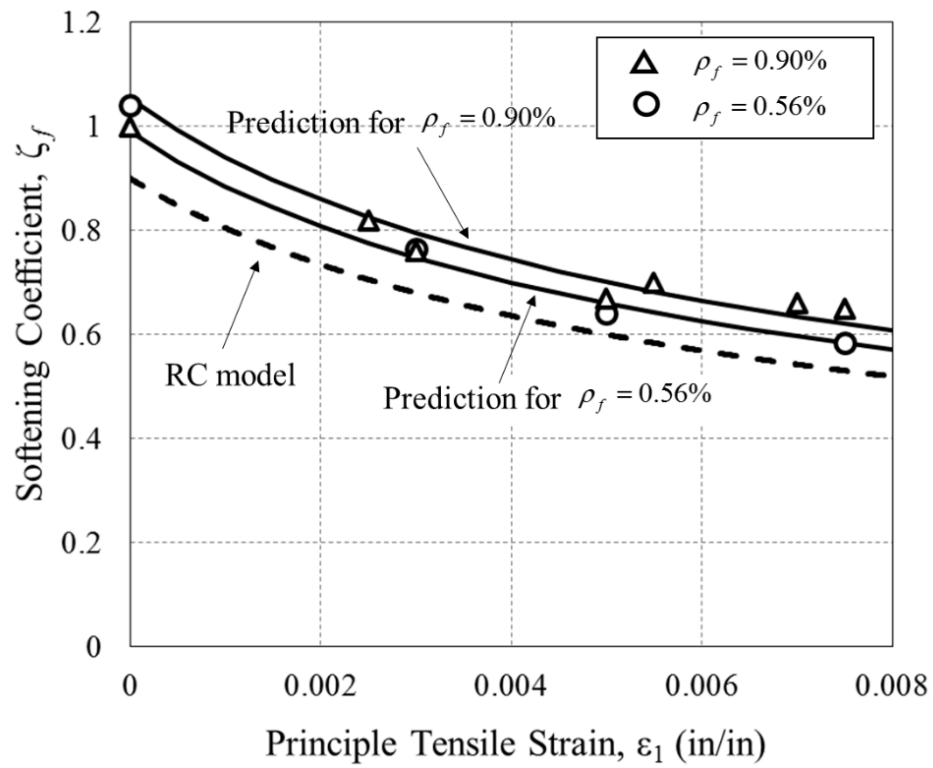 1.2
1
0.8
0.6
0.4
0.2
0
Softening Coefficient, ζf
ρf = 0.90%
ρf = 0.56%
Prediction for ρf = 0.90%
RC model
Prediction for ρf = 0.56%
0 0.002 0.004 0.006 0.008
Principle Tensile Strain, ε1 (in/in)